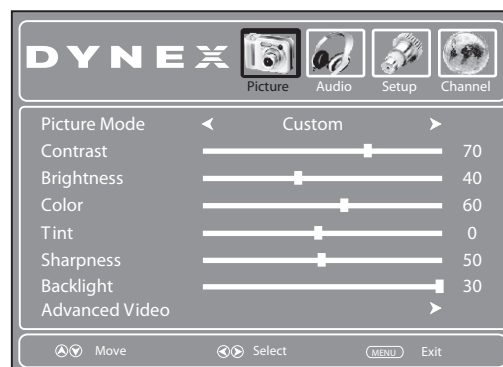 DYNEX
Picture Audio Setup Channel
Picture Mode Custom
Contrast 70
Brightness 40
Color 60
Tint 0
Sharpness 50
Backlight 30
Advanced Video
Move Select MENU Exit